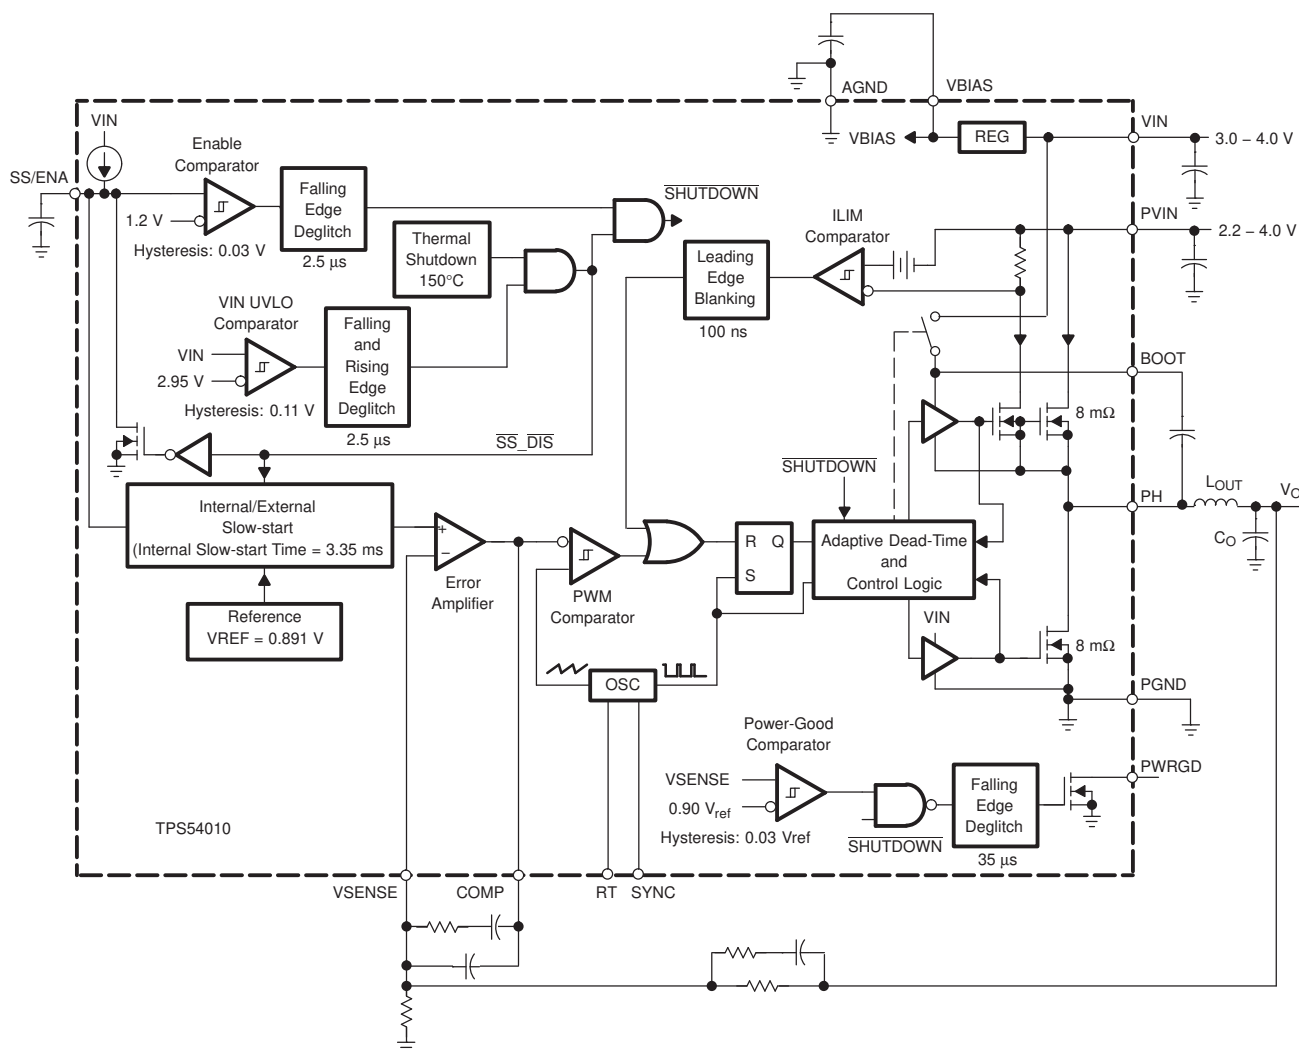 AGND
VBIAS
VIN
VIN
3.0 – 4.0 V
VBIAS
REG
Enable
Comparator
SS/ENA
Falling
Edge
Deglitch
SHUTDOWN
1.2 V
Hysteresis: 0.03 V
2.5 µs
Thermal
Shutdown
150°C
ILIM
Comparator
PVIN
2.2 – 4.0 V
Leading
Edge
Blanking
100 ns
VIN UVLO
Comparator
Falling
and
Rising
Edge
Deglitch
VIN
2.95 V
Hysteresis: 0.11 V
2.5 µs
BOOT
8 mΩ
SS_DIS
SHUTDOWN
Internal/External
Slow-start
(Internal Slow-start Time = 3.35 ms
+
−
Error
Amplifier
PWM
Comparator
R Q
S
Adaptive Dead-Time
and
Control Logic
PH
LOUT
VO
CO
Reference
VREF = 0.891 V
VIN
8 mΩ
OSC
PGND
Power-Good
Comparator
VSENSE
0.90 Vref
Hysteresis: 0.03 Vref
SHUTDOWN
Falling
Edge
Deglitch
35 µs
PWRGD
TPS54010
VSENSE
COMP
RT
SYNC